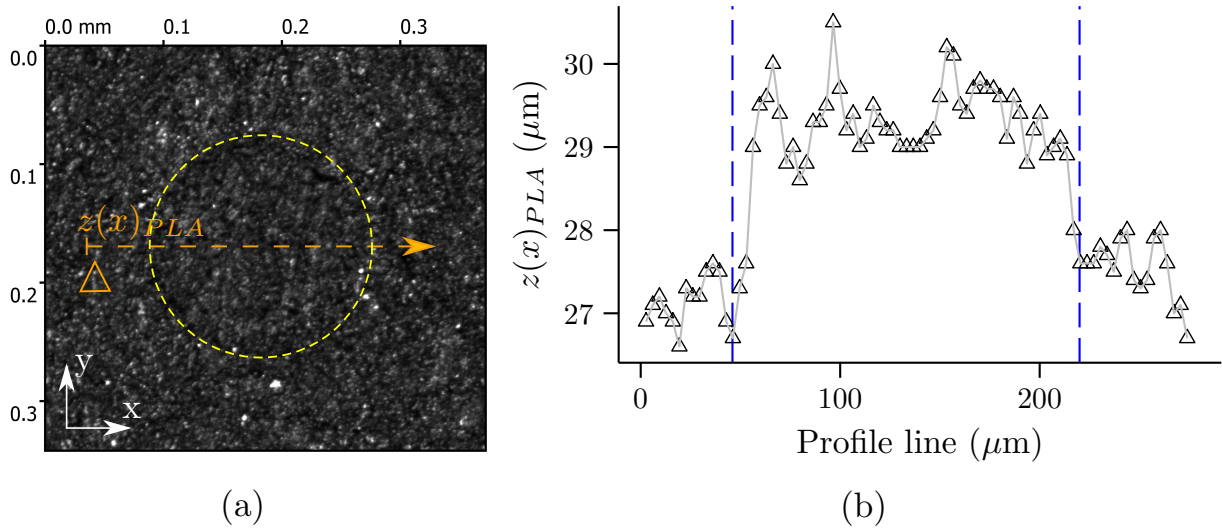 0.0 mm 0.1 0.2 0.3
0.0
0.1
0.2
0.3
z(x)PLA
y
x
(a)
z(x)PLA (μm)
30
29
28
27
0 100 200
Profile line (μm)
(b)